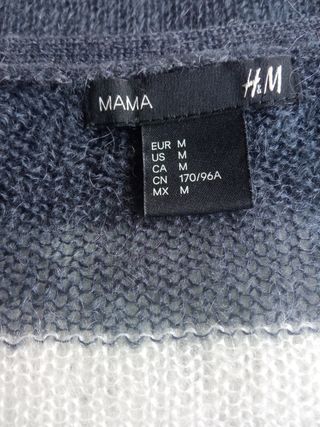 MAMA H&M
EUR M
US M
CA M
CN 170/96A
MX M